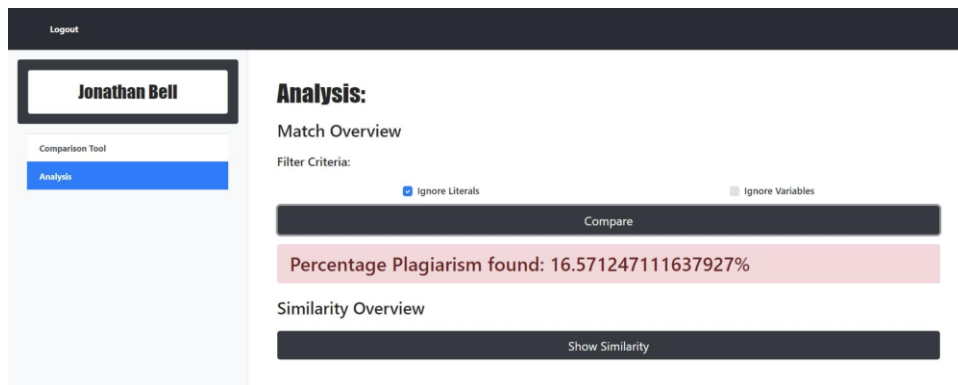 Logout
Jonathan Bell
Comparison Tool
Analysis
Analysis:
Match Overview
Filter Criteria:
Ignore Literals Ignore Variables
Compare
Percentage Plagiarism found: 16.571247111637927%
Similarity Overview
Show Similarity